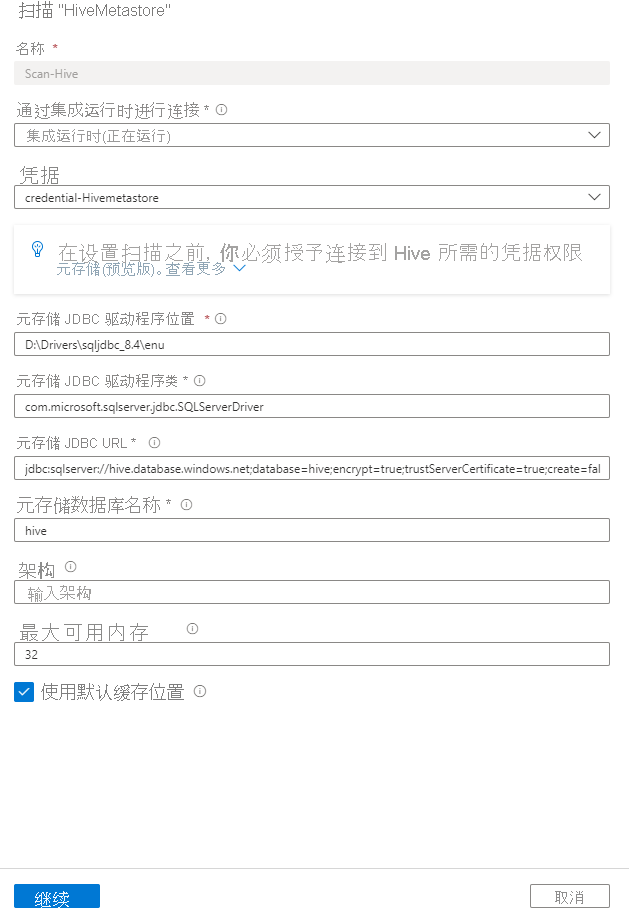 扫描 "HiveMetastore"
名称 *
Scan-Hive
通过集成运行时进行连接 *
集成运行时(正在运行)
凭据
credential-Hivemetastore
在设置扫描之前, 你必须授予连接到 Hive 所需的凭据权限
元存储(预览版)。查看更多
元存储 JDBC 驱动程序位置 *
D:\Drivers\sqljdbc_8.4\enu
元存储 JDBC 驱动程序类 *
com.microsoft.sqlserver.jdbc.SQLServerDriver
元存储 JDBC URL *
jdbc:sqlserver://hive.database.windows.net;database=hive;encrypt=true;trustServerCertificate=true;create=fal
元存储数据库名称 *
hive
架构
输入架构
最大可用内存
32
使用默认缓存位置
继续
取消